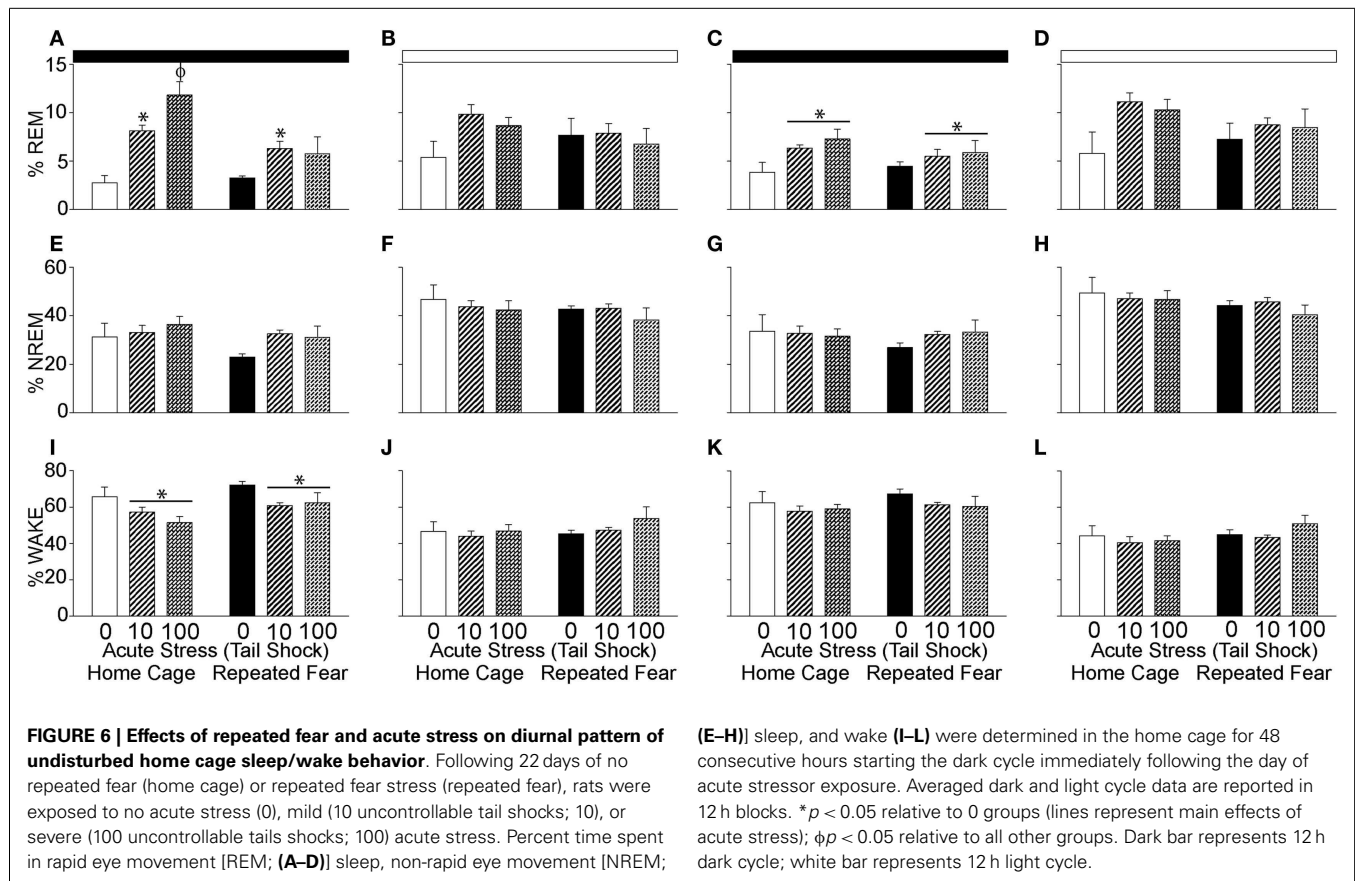 A B C D
15
10
5
0
% REM
*
ϕ
*
*
*
E F G H
60
40
20
0
% NREM
I J K L
80
60
40
20
0
% WAKE
*
*
0 10 100 0 10 100
Acute Stress (Tail Shock)
Home Cage Repeated Fear
0 10 100 0 10 100
Acute Stress (Tail Shock)
Home Cage Repeated Fear
0 10 100 0 10 100
Acute Stress (Tail Shock)
Home Cage Repeated Fear
0 10 100 0 10 100
Acute Stress (Tail Shock)
Home Cage Repeated Fear
FIGURE 6 | Effects of repeated fear and acute stress on diurnal pattern of
undisturbed home cage sleep/wake behavior. Following 22 days of no
repeated fear (home cage) or repeated fear stress (repeated fear), rats were
exposed to no acute stress (0), mild (10 uncontrollable tail shocks; 10), or
severe (100 uncontrollable tails shocks; 100) acute stress. Percent time spent
in rapid eye movement [REM; (A–D)] sleep, non-rapid eye movement [NREM;
(E–H)] sleep, and wake (I–L) were determined in the home cage for 48
consecutive hours starting the dark cycle immediately following the day of
acute stressor exposure. Averaged dark and light cycle data are reported in
12 h blocks. *p < 0.05 relative to 0 groups (lines represent main effects of
acute stress); ϕp < 0.05 relative to all other groups. Dark bar represents 12 h
dark cycle; white bar represents 12 h light cycle.